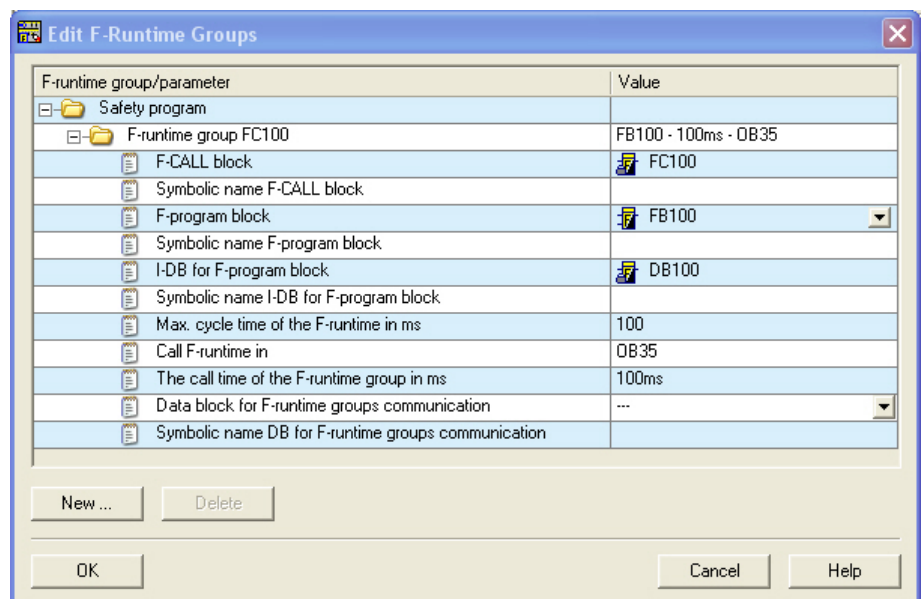 Edit F-Runtime Groups
F-runtime group/parameter Value
Safety program
F-runtime group FC100 FB100 - 100ms - OB35
F-CALL block FC100
Symbolic name F-CALL block
F-program block FB100
Symbolic name F-program block
I-DB for F-program block DB100
Symbolic name I-DB for F-program block
Max. cycle time of the F-runtime in ms 100
Call F-runtime in OB35
The call time of the F-runtime group in ms 100ms
Data block for F-runtime groups communication ---
Symbolic name DB for F-runtime groups communication
New ... Delete
OK Cancel Help